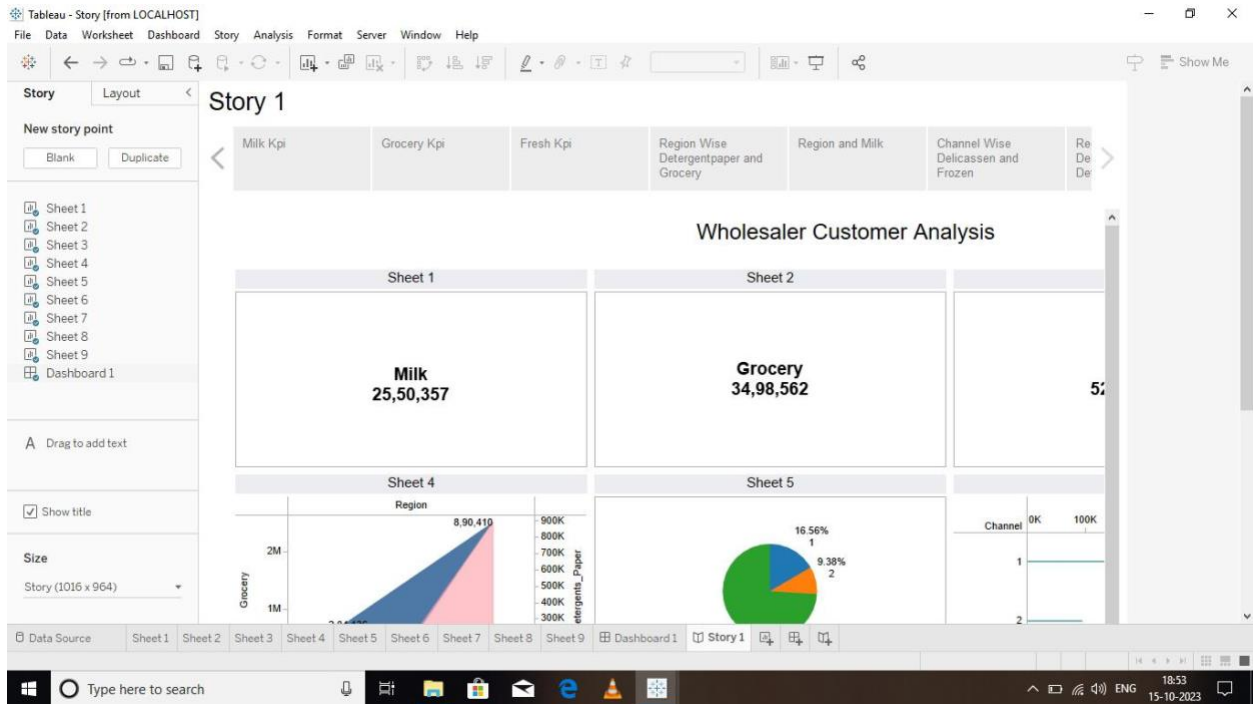 Tableau - Story [from LOCALHOST]
File Data Worksheet Dashboard Story Analysis Format Server Window Help
Show Me
Story Layout
New story point
Blank Duplicate
Sheet 1
Sheet 2
Sheet 3
Sheet 4
Sheet 5
Sheet 6
Sheet 7
Sheet 8
Sheet 9
Dashboard 1
A Drag to add text
Show title
Size
Story (1016 x 964)
Story 1
Milk Kpi
Grocery Kpi
Fresh Kpi
Region Wise
Detergentpaper and
Grocery
Region and Milk
Channel Wise
Delicassen and
Frozen
Re
De
De
Wholesaler Customer Analysis
Sheet 1
Milk
25,50,357
Sheet 2
Grocery
34,98,562
Sheet 4
Region
8,90,410
2M
1M
Grocery
900K
800K
700K
600K
500K
400K
300K
Sheet 5
16.56%
1
9.38%
2
Channel 0K 100K
1
2
Data Source Sheet 1 Sheet 2 Sheet 3 Sheet 4 Sheet 5 Sheet 6 Sheet 7 Sheet 8 Sheet 9 Dashboard 1 Story 1
Type here to search
ENG
18:53
15-10-2023